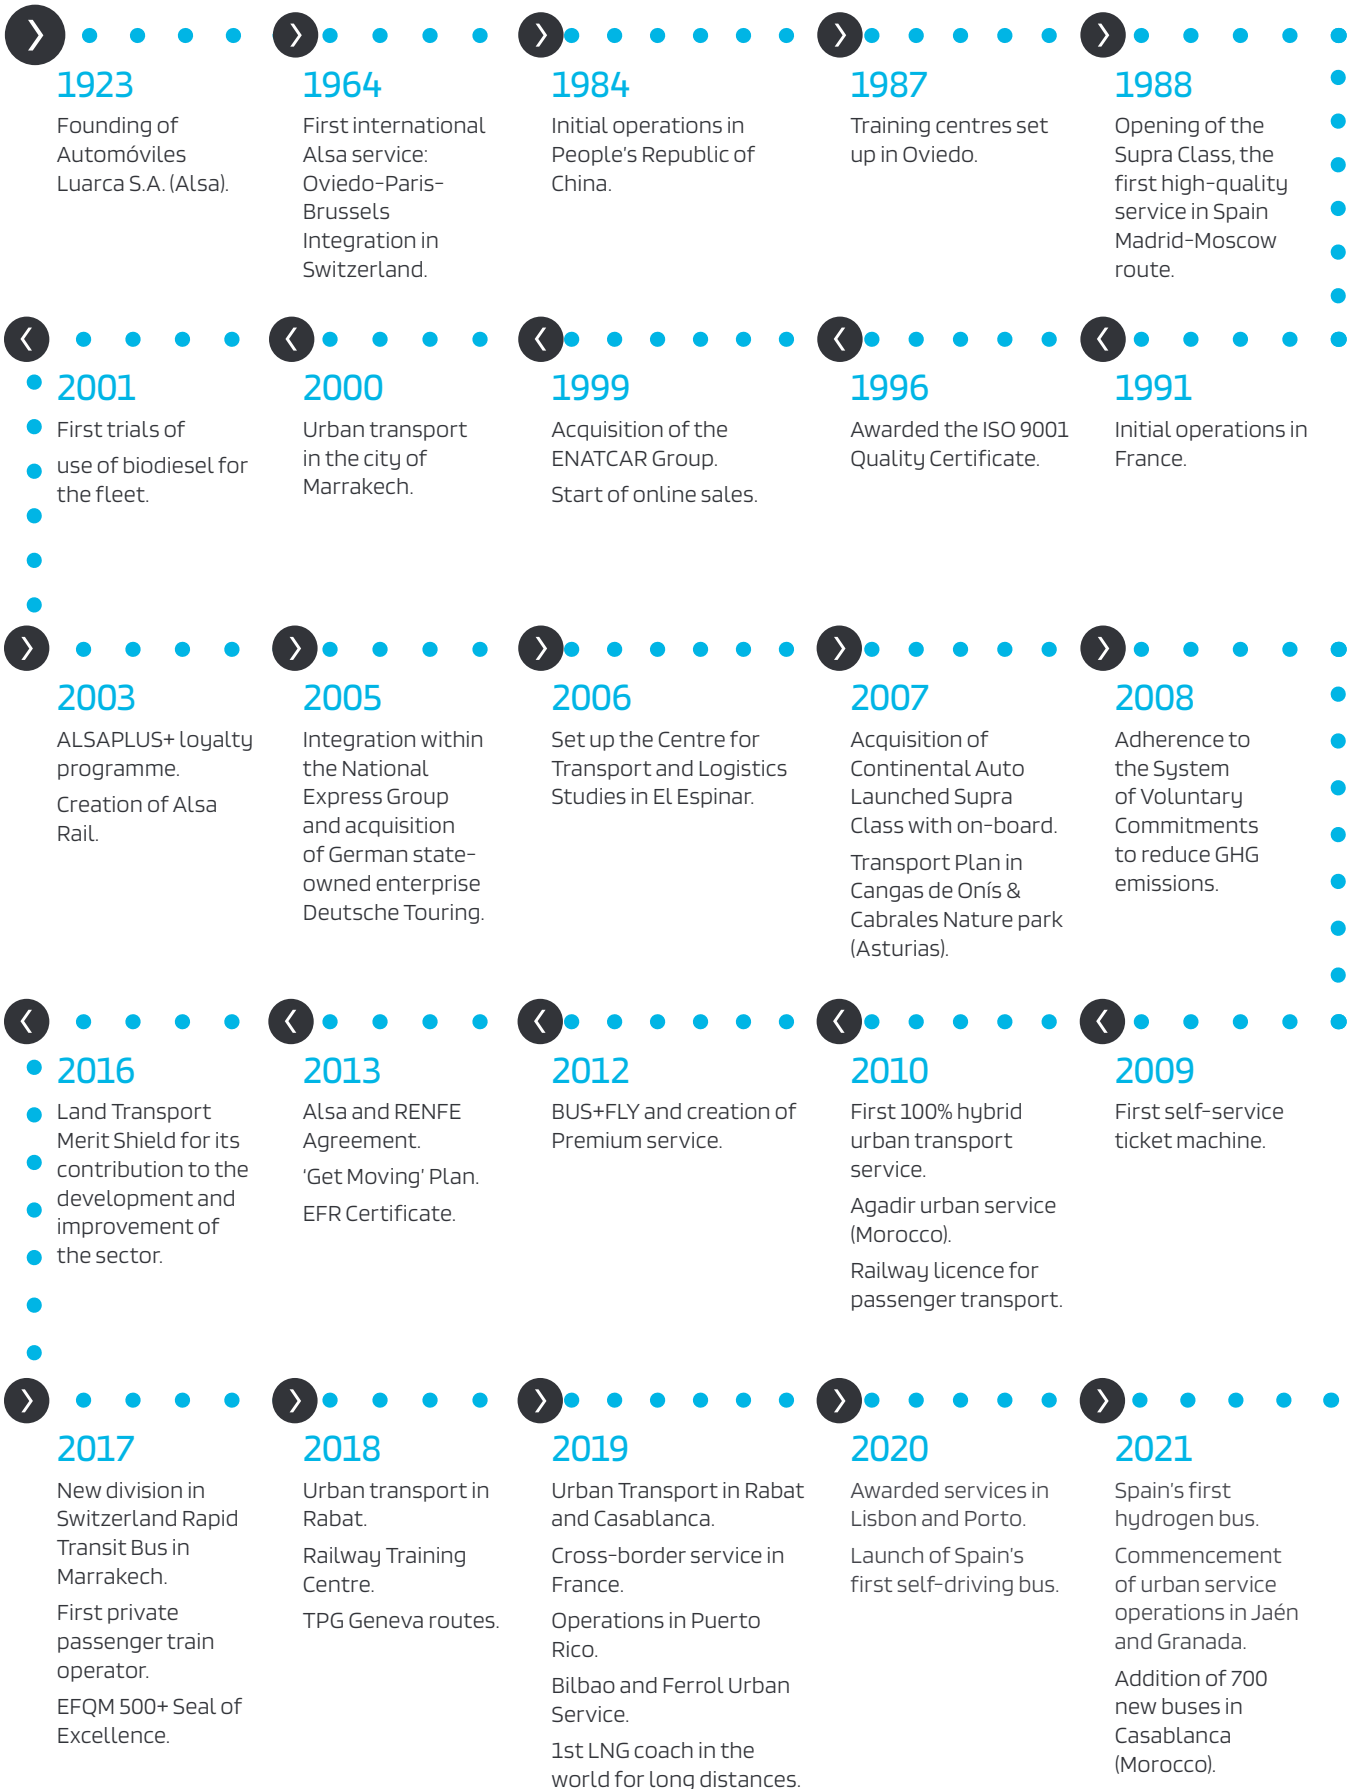 1923
Founding of
Automóviles
Luarca S.A. (Alsa).
1964
First international
Alsa service:
Oviedo-Paris-
Brussels
Integration in
Switzerland.
1984
Initial operations in
People's Republic of
China.
1987
Training centres set
up in Oviedo.
1988
Opening of the
Supra Class, the
first high-quality
service in Spain
Madrid-Moscow
route.
1991
Initial operations in
France.
1996
Awarded the ISO 9001
Quality Certificate.
1999
Acquisition of the
ENATCAR Group.
Start of online sales.
2000
Urban transport
in the city of
Marrakech.
2001
First trials of
use of biodiesel for
the fleet.
2003
ALSAPLUS+ loyalty
programme.
Creation of Alsa
Rail.
2005
Integration within
the National
Express Group
and acquisition
of German state-
owned enterprise
Deutsche Touring.
2006
Set up the Centre for
Transport and Logistics
Studies in El Espinar.
2007
Acquisition of
Continental Auto
Launched Supra
Class with on-board.
Transport Plan in
Cangas de Onís &
Cabrales Nature park
(Asturias).
2008
Adherence to
the System
of Voluntary
Commitments
to reduce GHG
emissions.
2009
First self-service
ticket machine.
2010
First 100% hybrid
urban transport
service.
Agadir urban service
(Morocco).
Railway licence for
passenger transport.
2012
BUS+FLY and creation of
Premium service.
2013
Alsa and RENFE
Agreement.
‘Get Moving’ Plan.
EFR Certificate.
2016
Land Transport
Merit Shield for its
contribution to the
development and
improvement of
the sector.
2017
New division in
Switzerland Rapid
Transit Bus in
Marrakech.
First private
passenger train
operator.
EFQM 500+ Seal of
Excellence.
2018
Urban transport in
Rabat.
Railway Training
Centre.
TPG Geneva routes.
2019
Urban Transport in Rabat
and Casablanca.
Cross-border service in
France.
Operations in Puerto
Rico.
Bilbao and Ferrol Urban
Service.
1st LNG coach in the
world for long distances.
2020
Awarded services in
Lisbon and Porto.
Launch of Spain's
first self-driving bus.
2021
Spain's first
hydrogen bus.
Commencement
of urban service
operations in Jaén
and Granada.
Addition of 700
new buses in
Casablanca
(Morocco).